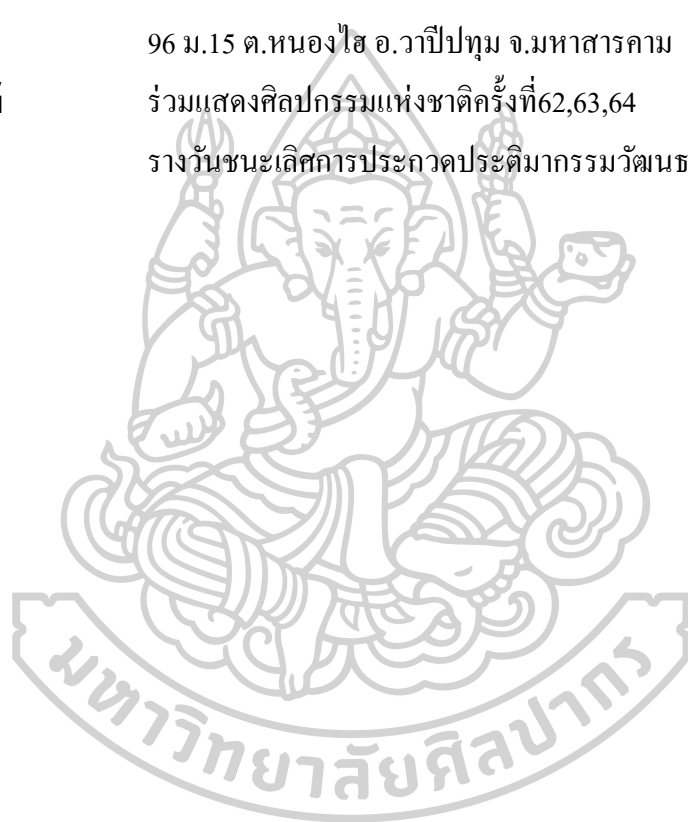 96 ม.15 ต.หนองไฮ อ.วาปีปทุม จ.มหาสารคาม
ร่วมแสดงศิลปกรรมแห่งชาติครั้งที่62,63,64
รางวัลชนะเลิศการประกวดประติมากรรมวัฒนธ
มหาวิทยาลัยศิลปากร